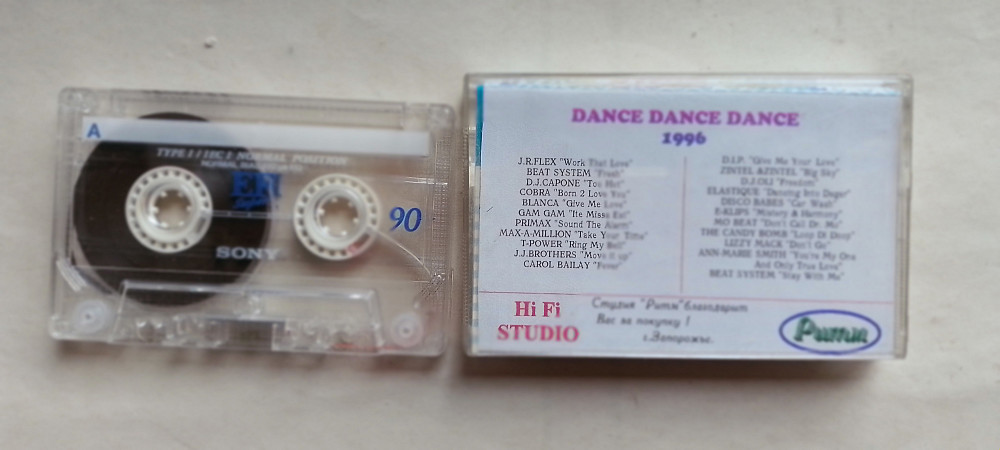 A
TYPE I / IEC I NORMAL POSITION
EF
SONY
90
DANCE DANCE DANCE
1996
J.R.FLEX "Work That Love"
BEAT SYSTEM "Fresh"
D.J.CAPONE "Too Hot"
COBRA "Born 2 Love You"
BLANCA "Give Me Love"
GAM GAM "Ite Missa Est"
PRIMAX "Sound The Alarm"
MAX-A-MILLION "Take Your Time"
T-POWER "Ring My Bell"
J.J.BROTHERS "Move it up"
CAROL BAILAY "Fever"
D.I.P. "Give Me Your Love"
ZINTEL &ZINTEL "Big Sky"
D.J.OLI "Freedom"
ELASTIQUE "Dancing Into Danger"
DISCO BABES "Car Wash"
E-KLIPS "Mistery & Harmony"
MO BEAT "Don't Call Dr. Mo"
THE CANDY BOMB "Loop Di Doop"
LIZZY MACK "Don't Go"
ANN-MARIE SMITH "You're My One
And Only True Love"
BEAT SYSTEM "Stay With Me"
Hi Fi
STUDIO
Студия "Ритм" благодарит
Вас за покупку !
г.Запорожье.
Ритм